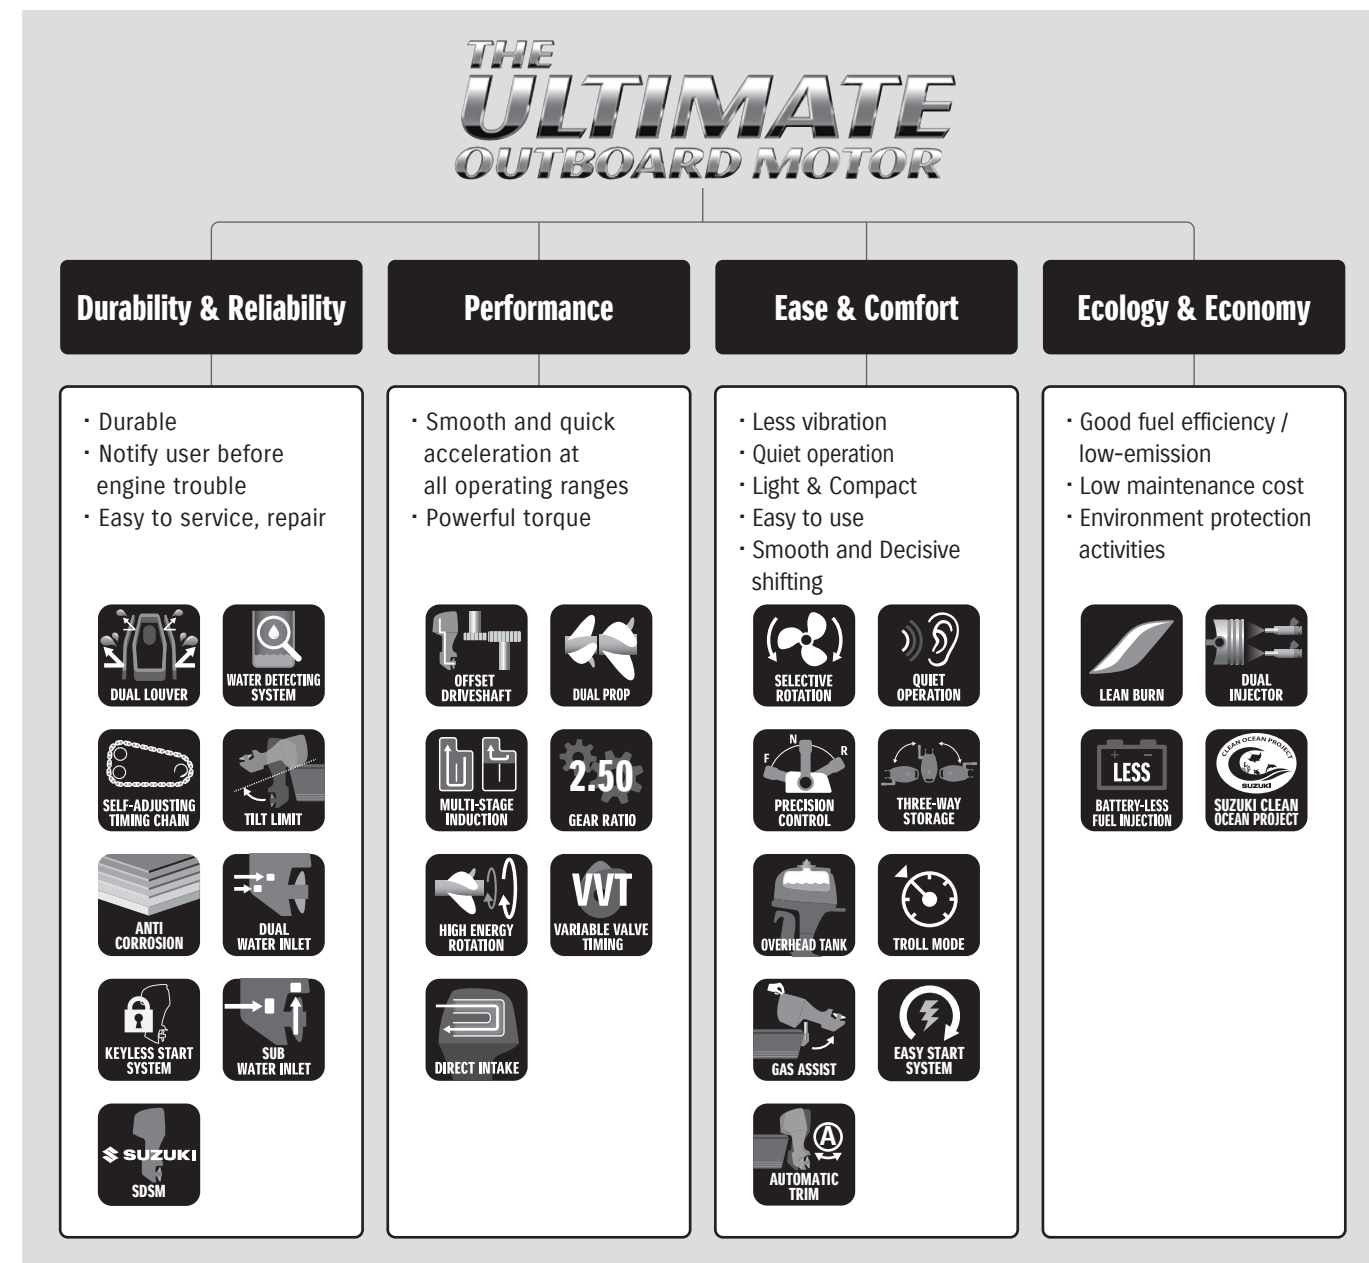 THE
ULTIMATE
OUTBOARD MOTOR
Durability & Reliability
・Durable
・Notify user before
engine trouble
・Easy to service, repair
DUAL LOUVER
WATER DETECTING
SYSTEM
SELF-ADJUSTING
TIMING CHAIN
TILT LIMIT
ANTI
CORROSION
DUAL
WATER INLET
KEYLESS START
SYSTEM
SUB
WATER INLET
SUZUKI
SDSM
Performance
・Smooth and quick
acceleration at
all operating ranges
・Powerful torque
OFFSET
DRIVESHAFT
DUAL PROP
MULTI-STAGE
INDUCTION
2.50
GEAR RATIO
HIGH ENERGY
ROTATION
VVT
VARIABLE VALVE
TIMING
DIRECT INTAKE
Ease & Comfort
・Less vibration
・Quiet operation
・Light & Compact
・Easy to use
・Smooth and Decisive
shifting
SELECTIVE
ROTATION
QUIET
OPERATION
N
F R
PRECISION
CONTROL
THREE-WAY
STORAGE
OVERHEAD TANK
TROLL MODE
GAS ASSIST
EASY START
SYSTEM
A
AUTOMATIC
TRIM
Ecology & Economy
・Good fuel efficiency /
low-emission
・Low maintenance cost
・Environment protection
activities
LEAN BURN
DUAL
INJECTOR
+ −
LESS
BATTERY-LESS
FUEL INJECTION
CLEAN OCEAN PROJECT
SUZUKI
SUZUKI CLEAN
OCEAN PROJECT